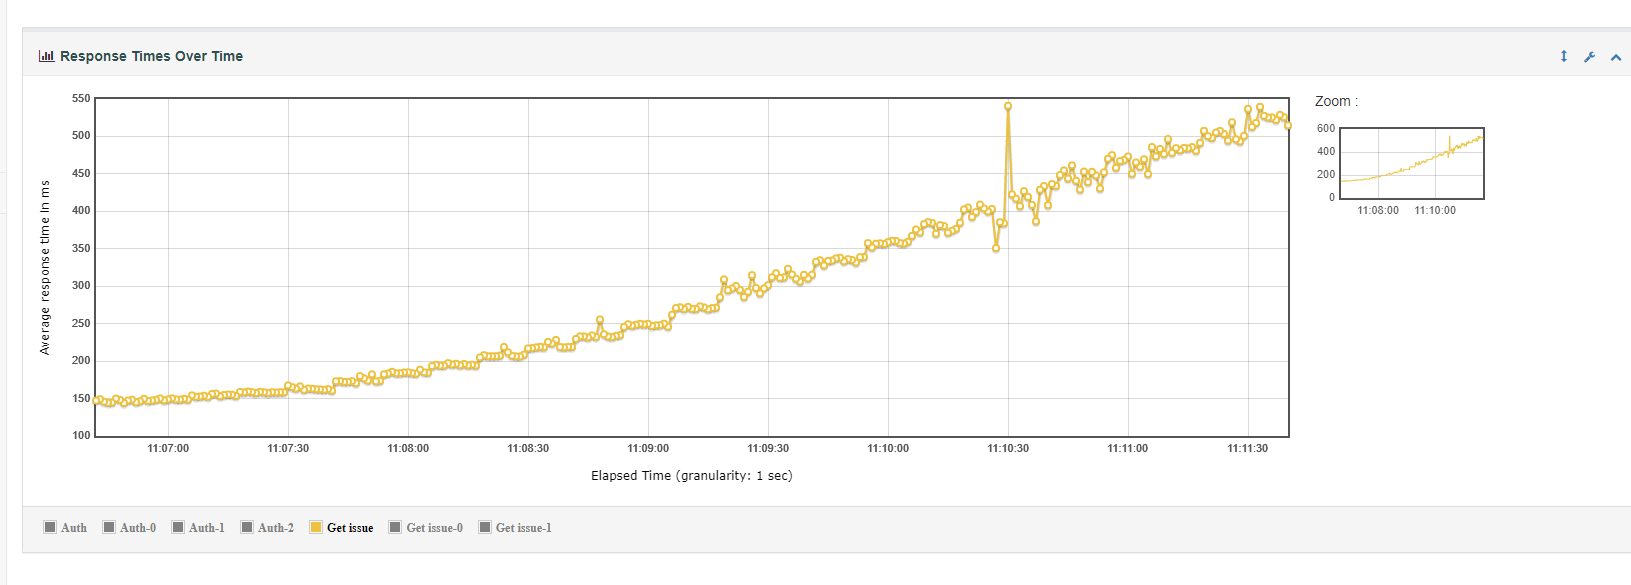 Response Times Over Time
550
500
450
400
350
300
250
200
150
100
Average response time in ms
11:07:00 11:07:30 11:08:00 11:08:30 11:09:00 11:09:30 11:10:00 11:10:30 11:11:00 11:11:30
Elapsed Time (granularity: 1 sec)
Zoom :
600
400
200
0
11:08:00 11:10:00
Auth Auth-0 Auth-1 Auth-2 Get issue Get issue-0 Get issue-1